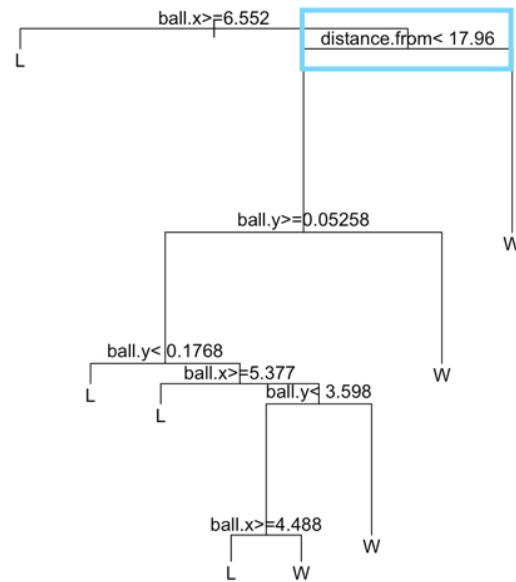 ball.x>=6.552
distance.from< 17.96
L
ball.y>=0.05258
W
ball.y< 0.1768
ball.x>=5.377
W
L
ball.y< 3.598
L
ball.x>=4.488
W
L
W